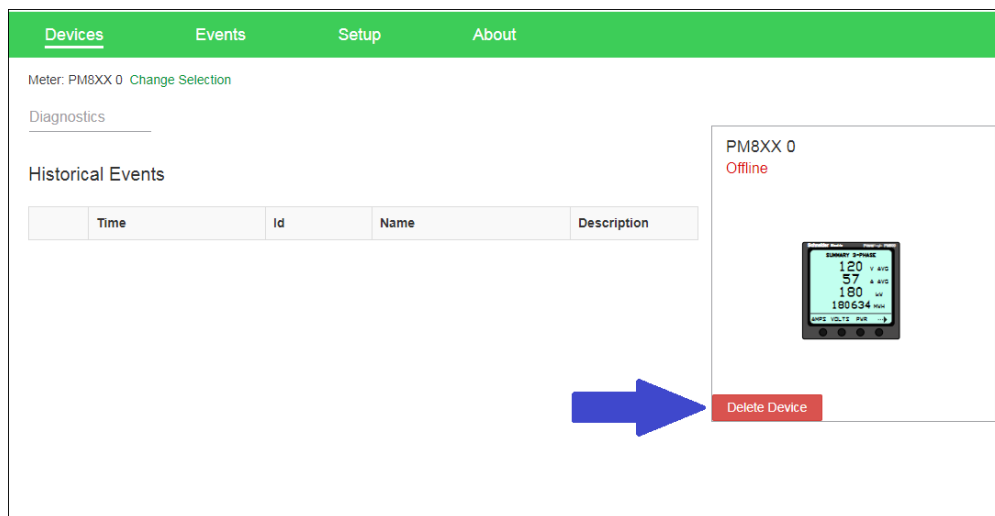 Devices Events Setup About
Meter: PM8XX 0 Change Selection
Diagnostics
Historical Events
Time Id Name Description
PM8XX 0
Offline
SUMMARY 3-PHASE
120 V AVG
57 A AVG
180 kW
180634 MWH
AMPS VOLTS PWR
Delete Device